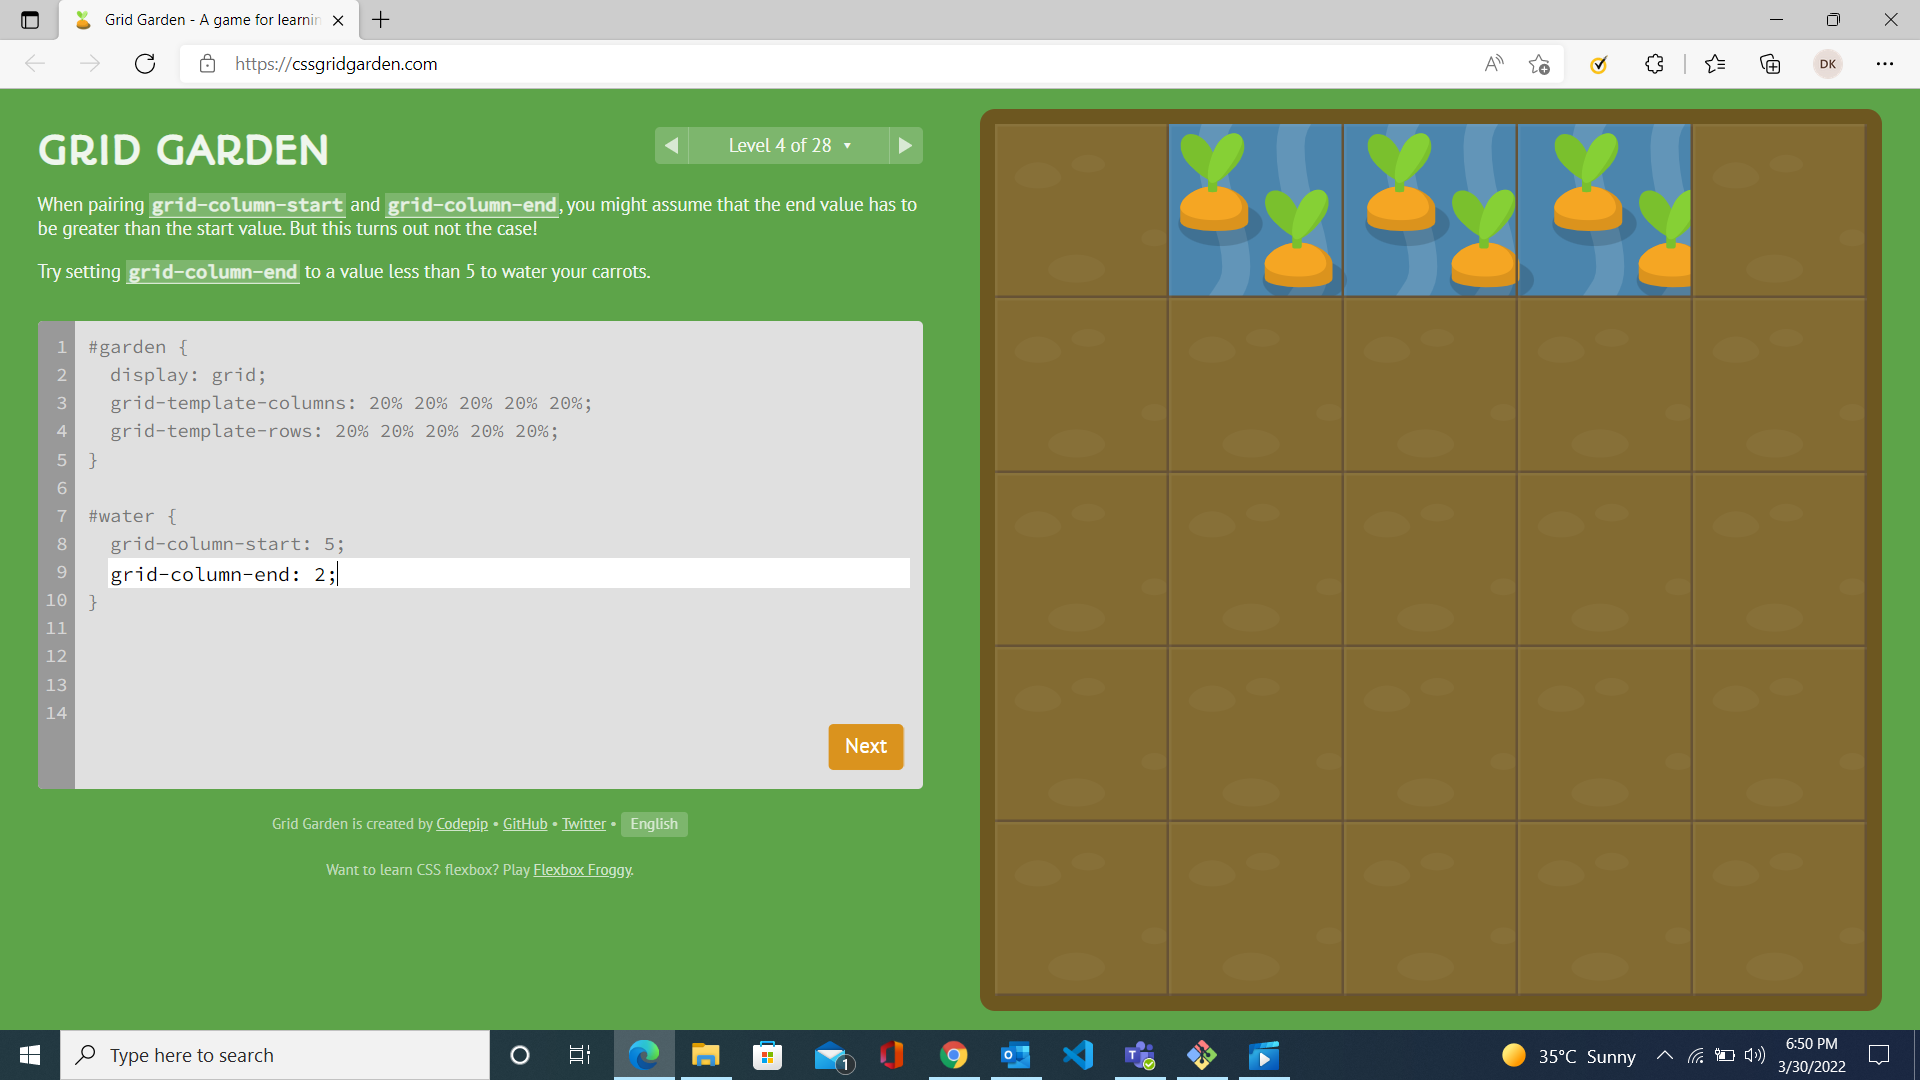 Grid Garden - A game for learnin
https://cssgridgarden.com
DK
GRID GARDEN
Level 4 of 28
When pairing grid-column-start and grid-column-end, you might assume that the end value has to
be greater than the start value. But this turns out not the case!
Try setting grid-column-end to a value less than 5 to water your carrots.
1 #garden {
2 display: grid;
3 grid-template-columns: 20% 20% 20% 20% 20%;
4 grid-template-rows: 20% 20% 20% 20% 20%;
5 }
6
7 #water {
8 grid-column-start: 5;
9 grid-column-end: 2;
10 }
11
12
13
14
Next
Grid Garden is created by Codepip • GitHub • Twitter • English
Want to learn CSS flexbox? Play Flexbox Froggy.
Type here to search
1
35°C Sunny
6:50 PM
3/30/2022